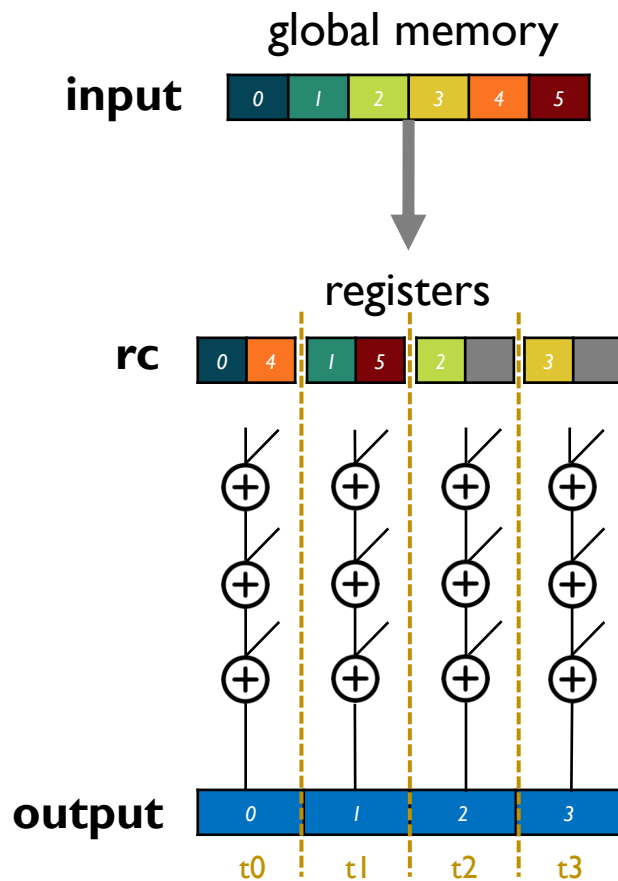 global memory
input 0 1 2 3 4 5
registers
rc 0 4 1 5 2 3
+ + + +
+ + + +
+ + + +
output 0 1 2 3
t0 t1 t2 t3